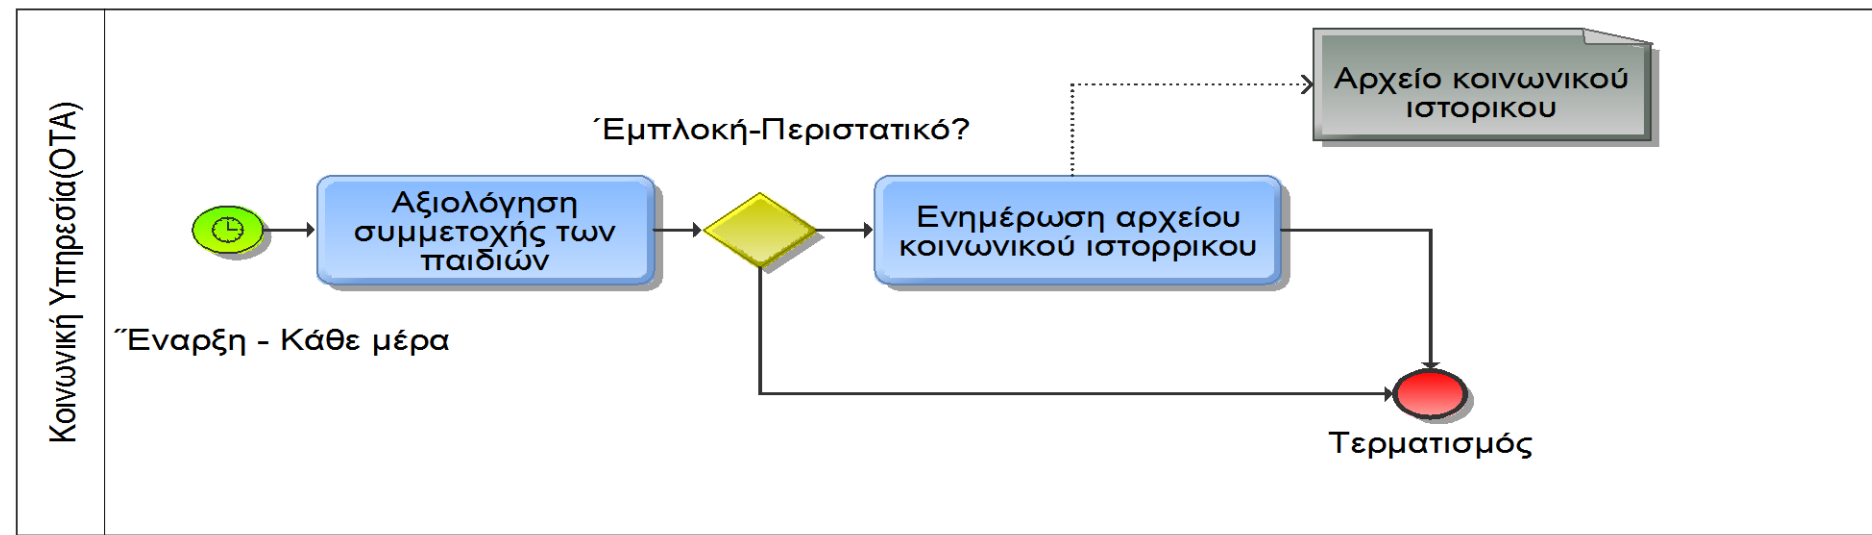 Κοινωνική Υπηρεσία(ΟΤΑ)
΄Εμπλοκή-Περιστατικό?
Αρχείο κοινωνικού
ιστορικου
Αξιολόγηση
συμμετοχής των
παιδιών
Ενημέρωση αρχείου
κοινωνικού ιστορρικου
΄Έναρξη - Κάθε μέρα
Τερματισμός